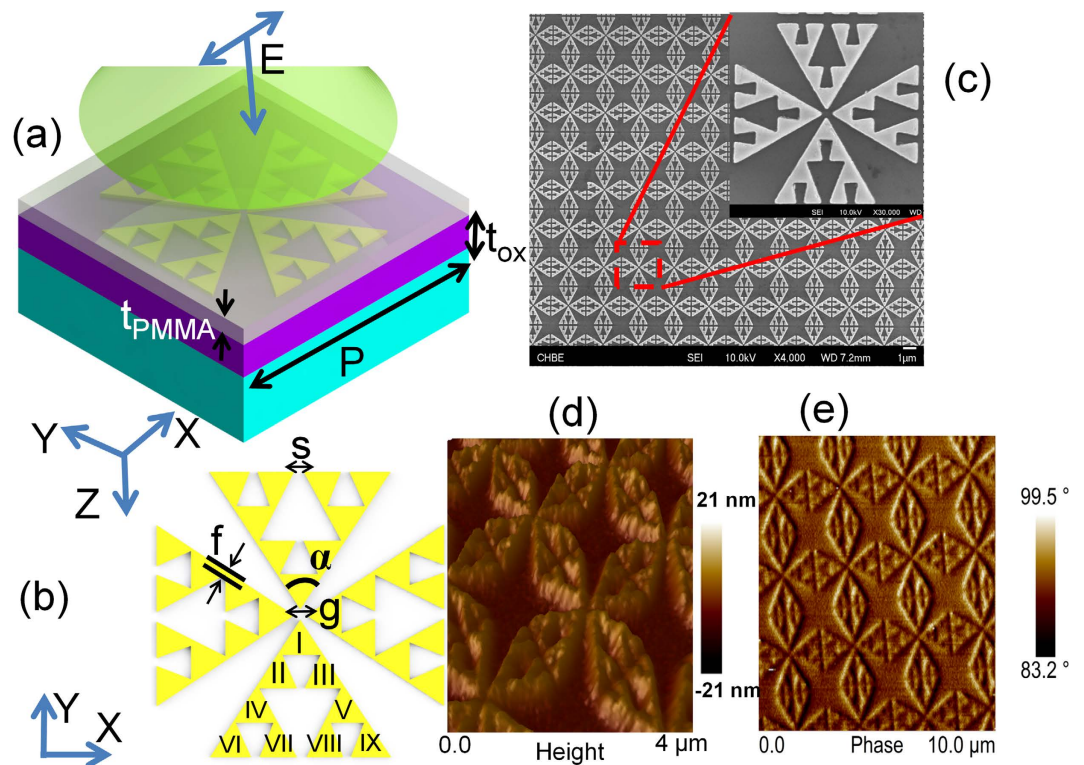 (a)
E
t_ox
t_PMMA
P
Y
X
Z
(b)
s
f
α
g
I
II III
IV V
VI VII VIII IX
Y
X
(c)
SEI 10.0kV X30,000 WD
CHBE SEI 10.0kV X4,000 WD 7.2mm 1µm
(d)
21 nm
-21 nm
0.0 Height 4 µm
(e)
99.5 °
83.2 °
0.0 Phase 10.0 µm